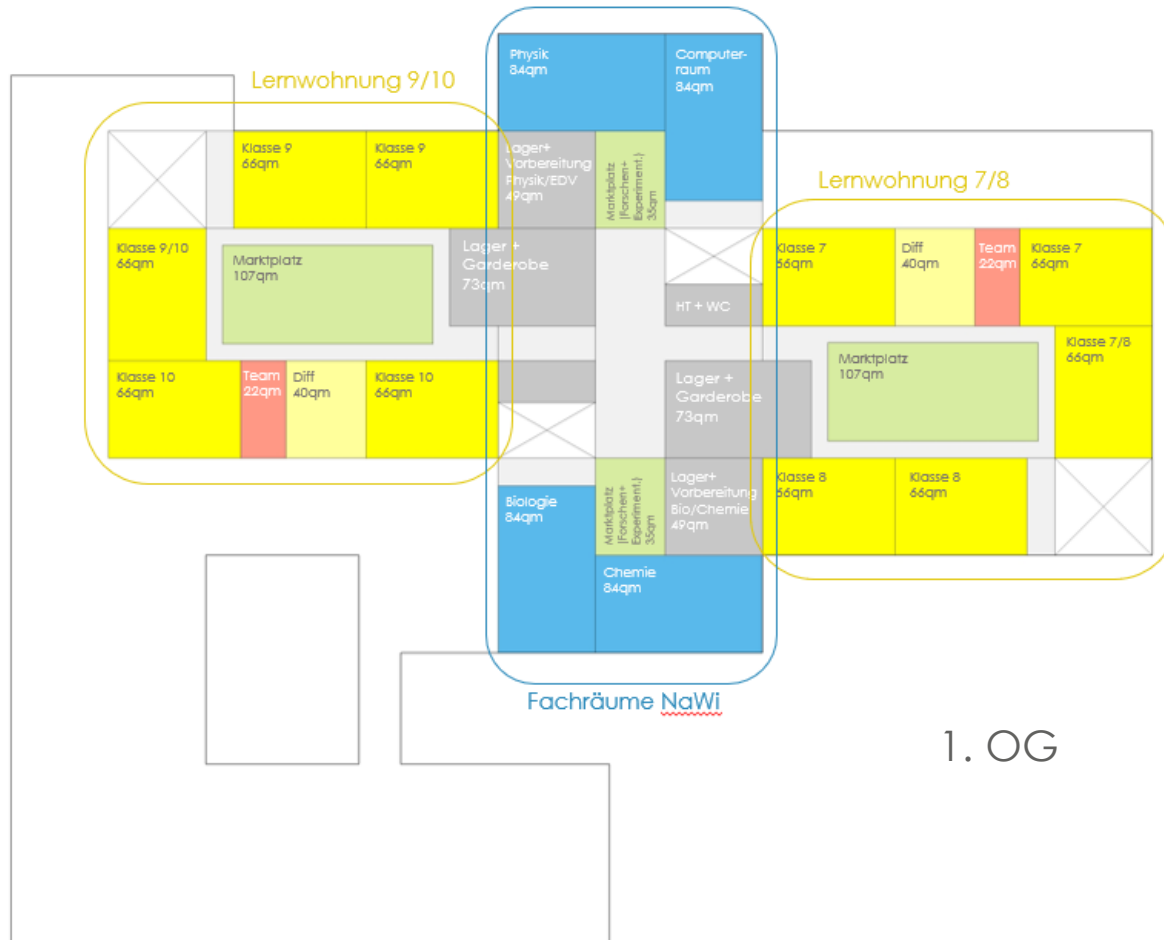 Physik
84qm
Computer-
raum
84qm
Lernwohnung 9/10
Klasse 9
66qm
Klasse 9
66qm
Lager+
Vorbereitung
Physik/EDV
49qm
Marktplatz
(Forschen+
Experiment.)
35qm
Lernwohnung 7/8
Klasse 9/10
66qm
Marktplatz
107qm
Lager +
Garderobe
73qm
Klasse 7
66qm
Diff
40qm
Team
22qm
Klasse 7
66qm
HT + WC
Klasse 7/8
66qm
Marktplatz
107qm
Klasse 10
66qm
Team
22qm
Diff
40qm
Klasse 10
66qm
Lager +
Garderobe
73qm
Biologie
84qm
Marktplatz
(Forschen+
Experiment.)
35qm
Lager+
Vorbereitung
Bio/Chemie
49qm
Klasse 8
66qm
Klasse 8
66qm
Chemie
84qm
Fachräume NaWi
1. OG